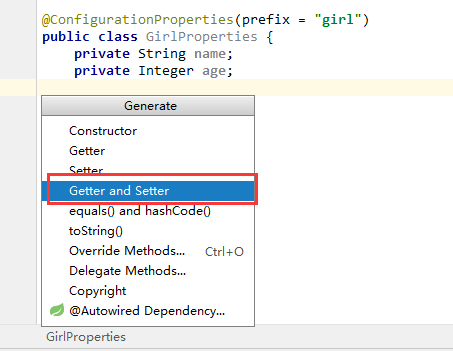 @ConfigurationProperties(prefix = "girl")
public class GirlProperties {
private String name;
private Integer age;
Generate
Constructor
Getter
Setter
Getter and Setter
equals() and hashCode()
toString()
Override Methods... Ctrl+O
Delegate Methods...
Copyright
@Autowired Dependency...
GirlProperties